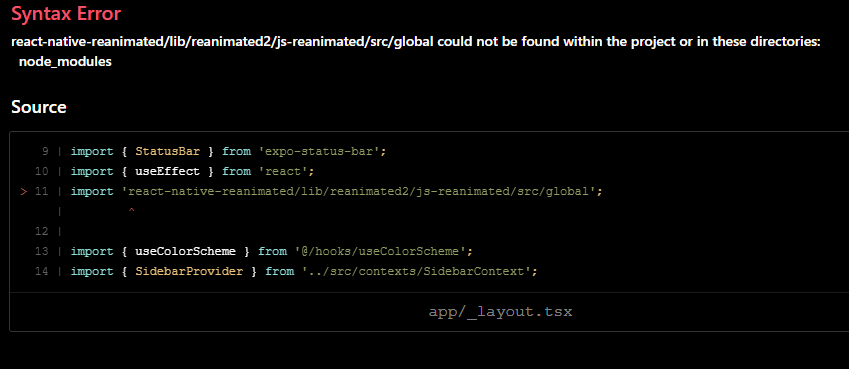 Syntax Error
react-native-reanimated/lib/reanimated2/js-reanimated/src/global could not be found within the project or in these directories:
  node_modules
Source
   9 | import { StatusBar } from 'expo-status-bar';
  10 | import { useEffect } from 'react';
> 11 | import 'react-native-reanimated/lib/reanimated2/js-reanimated/src/global';
     |         ^
  12 |
  13 | import { useColorScheme } from '@/hooks/useColorScheme';
  14 | import { SidebarProvider } from '../src/contexts/SidebarContext';
app/_layout.tsx